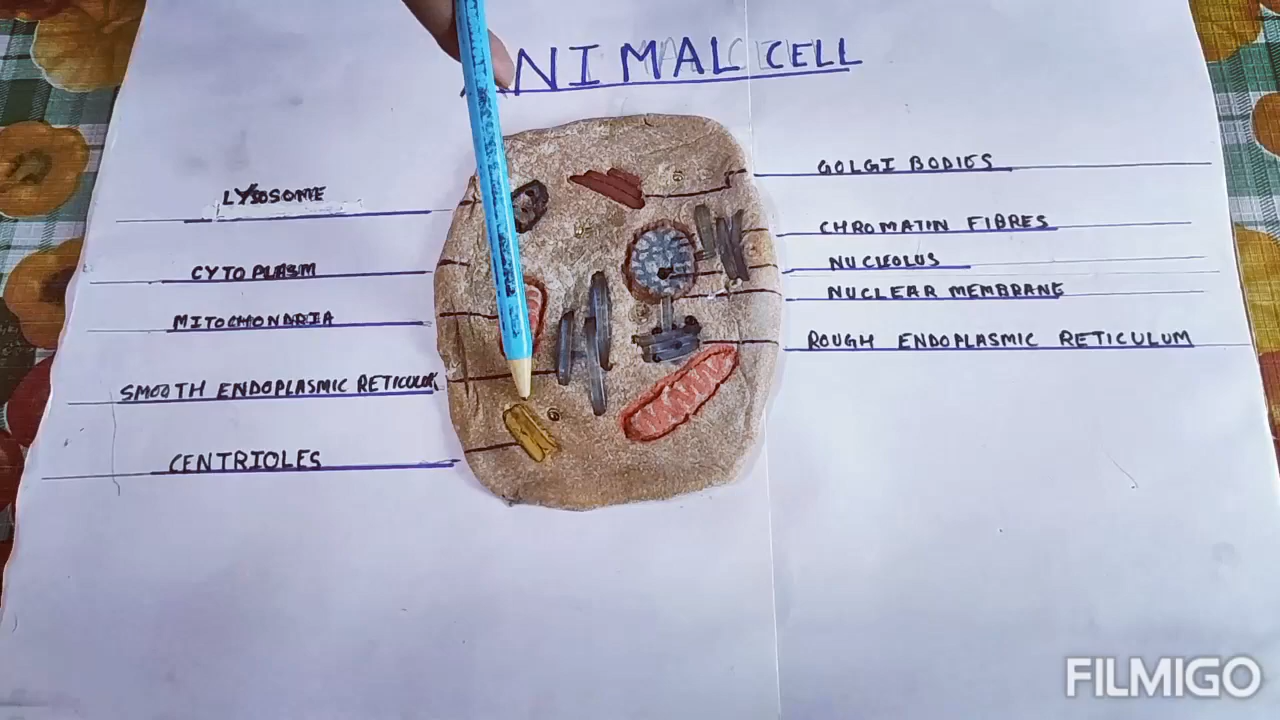 ANIMAL CELL
LYSOSOME
CYTOPLASM
MITOCHONDRIA
SMOOTH ENDOPLASMIC RETICULUM
CENTRIOLES
GOLGI BODIES
CHROMATIN FIBRES
NUCLEOLUS
NUCLEAR MEMBRANE
ROUGH ENDOPLASMIC RETICULUM
FILMIGO